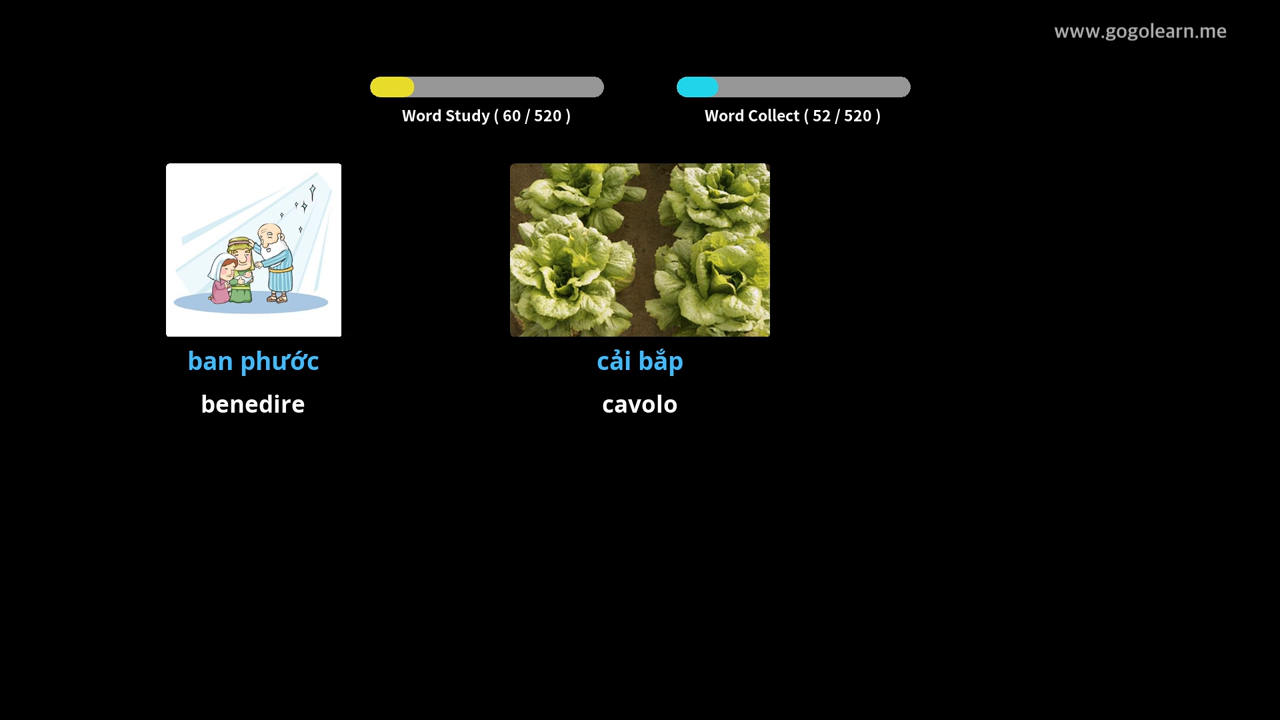 www.gogolearn.me
Word Study ( 60 / 520 )
Word Collect ( 52 / 520 )
ban phước
benedire
cải bắp
cavolo